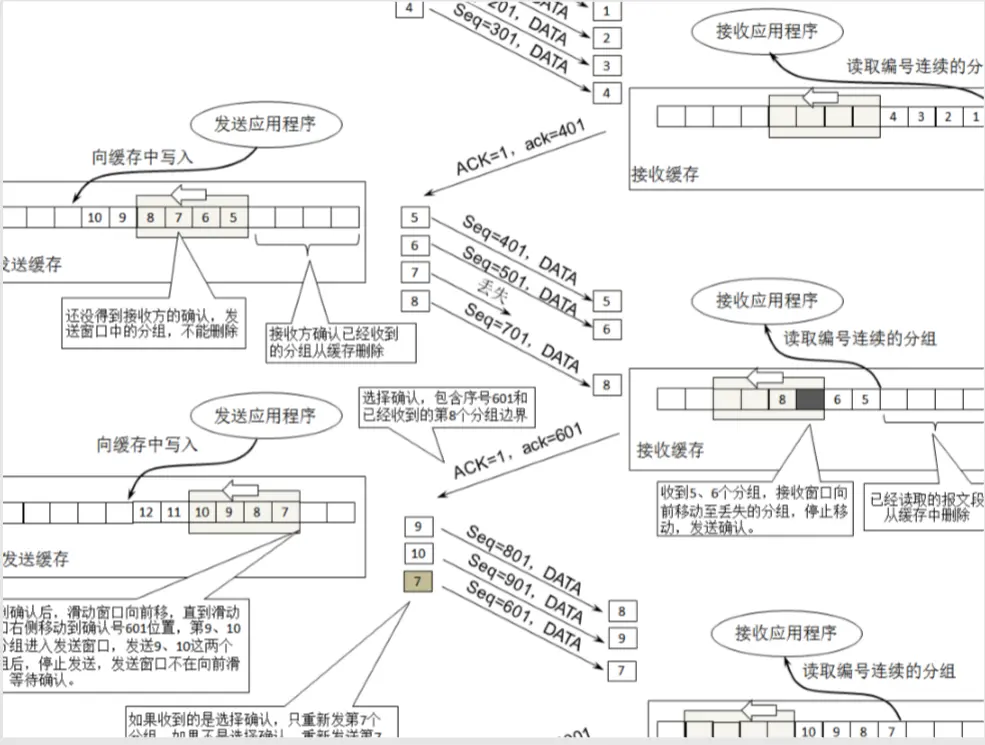 4
201, DATA
Seq=301, DATA
1
2
3
4
接收应用程序
读取编号连续的分
4 3 2 1
接收缓存
发送应用程序
向缓存中写入
ACK=1, ack=401
10 9 8 7 6 5
发送缓存
还没得到接收方的确认，发
送窗口中的分组，不能删除
接收方确认已经收到
的分组从缓存删除
5
6
7
8
Seq=401, DATA
Seq=501, DATA
丢失
Seq=701, DATA
5
6
8
接收应用程序
读取编号连续的分组
8 6 5
接收缓存
收到5、6个分组，接收窗口向
前移动至丢失的分组，停止移
动，发送确认。
已经读取的报文段
从缓存中删除
选择确认，包含序号601和
已经收到的第8个分组边界
ACK=1, ack=601
发送应用程序
向缓存中写入
12 11 10 9 8 7
发送缓存
到确认后，滑动窗口向前移，直到滑动
口右侧移动到确认号601位置，第9、10
分组进入发送窗口，发送9、10这两个
组后，停止发送，发送窗口不在向前滑
等待确认。
9
10
7
Seq=801, DATA
Seq=901, DATA
Seq=601, DATA
8
9
7
接收应用程序
读取编号连续的分组
10 9 8 7
如果收到的是选择确认，只重新发第7个
分组，如果不是选择确认，重新发送第7